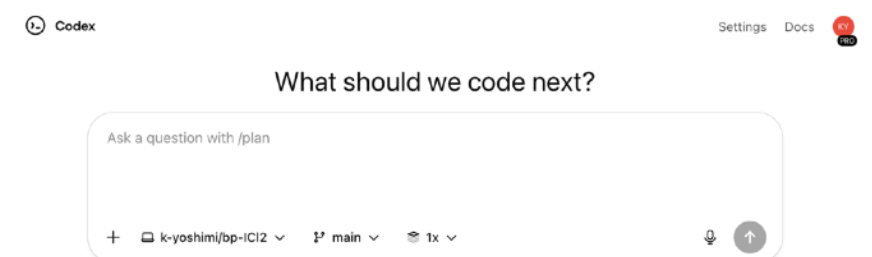 Codex Settings Docs KY
PRO
What should we code next?
Ask a question with /plan
k-yoshimi/bp-ICI2 main 1x